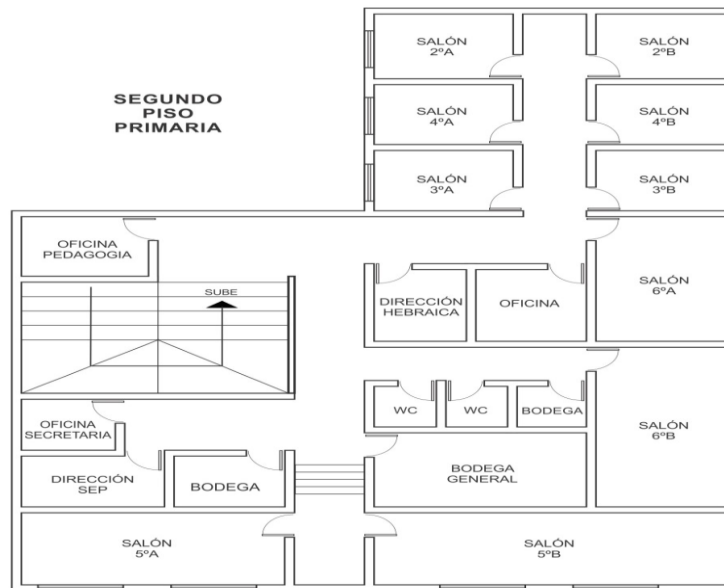 SEGUNDO
PISO
PRIMARIA
SALÓN
2ºA
SALÓN
2ºB
SALÓN
4ºA
SALÓN
4ºB
SALÓN
3ºA
SALÓN
3ºB
OFICINA
PEDAGOGIA
SUBE
DIRECCIÓN
HEBRAICA
OFICINA
SALÓN
6ºA
WC
WC
BODEGA
SALÓN
6ºB
OFICINA
SECRETARIA
DIRECCIÓN
SEP
BODEGA
BODEGA
GENERAL
SALÓN
5ºA
SALÓN
5ºB